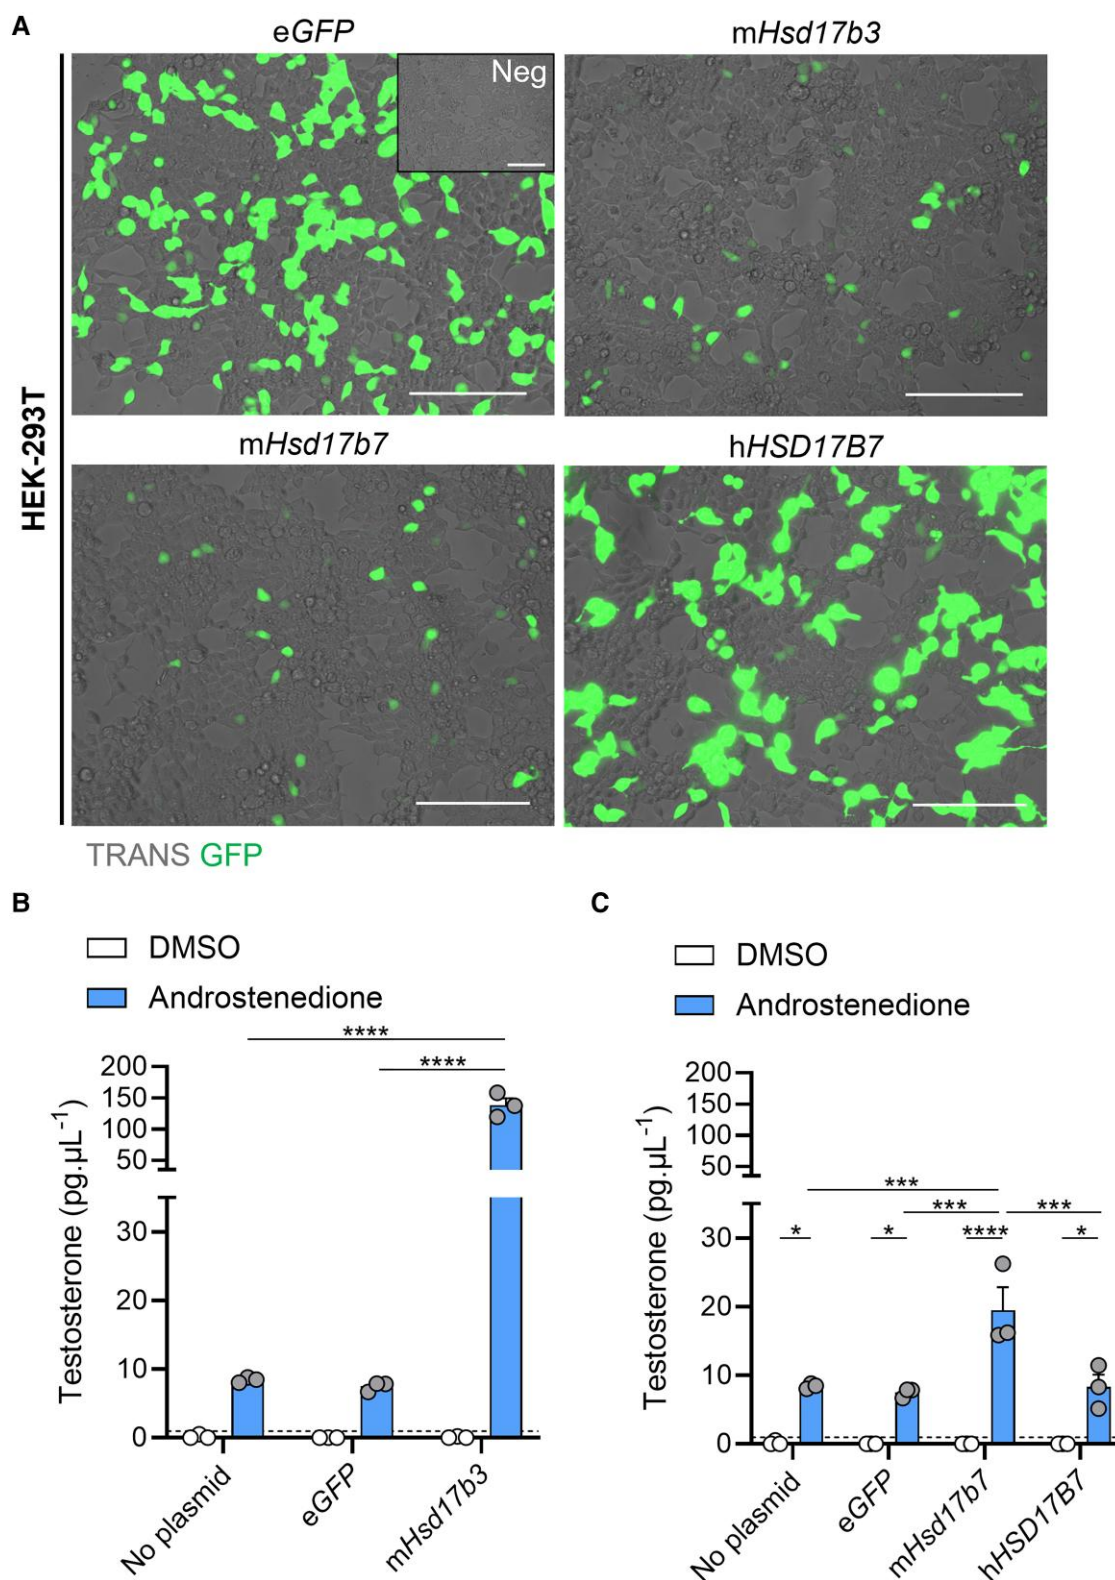 A
eGFP
mHsd17b3
Neg
HEK-293T
mHsd17b7
hHSD17B7
TRANS GFP
B
DMSO
Androstenedione
****
****
Testosterone (pg.µL⁻¹)
200
150
100
50
30
20
10
0
No plasmid
eGFP
mHsd17b3
C
DMSO
Androstenedione
Testosterone (pg.µL⁻¹)
200
150
100
50
***
*** ***
* * **** *
30
20
10
0
No plasmid
eGFP
mHsd17b7
hHSD17B7